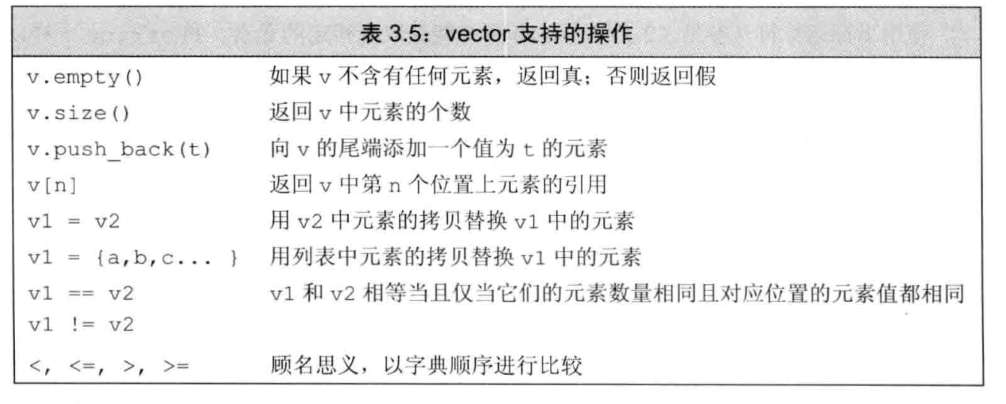 表 3.5：vector 支持的操作
v.empty() 如果 v 不含有任何元素，返回真；否则返回假
v.size() 返回 v 中元素的个数
v.push_back(t) 向 v 的尾端添加一个值为 t 的元素
v[n] 返回 v 中第 n 个位置上元素的引用
v1 = v2 用 v2 中元素的拷贝替换 v1 中的元素
v1 = {a,b,c... } 用列表中元素的拷贝替换 v1 中的元素
v1 == v2 v1 和 v2 相等当且仅当它们的元素数量相同且对应位置的元素值都相同
v1 != v2
<, <=, >, >= 顾名思义，以字典顺序进行比较